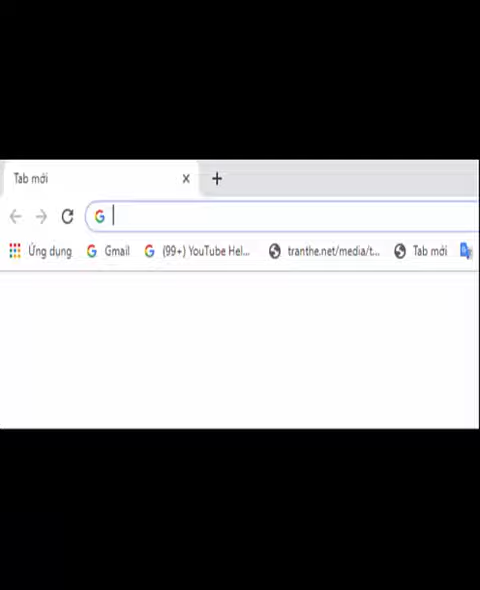 Tab mới
Ứng dụng Gmail (99+) YouTube Hel... tranthe.net/media/t... Tab mới